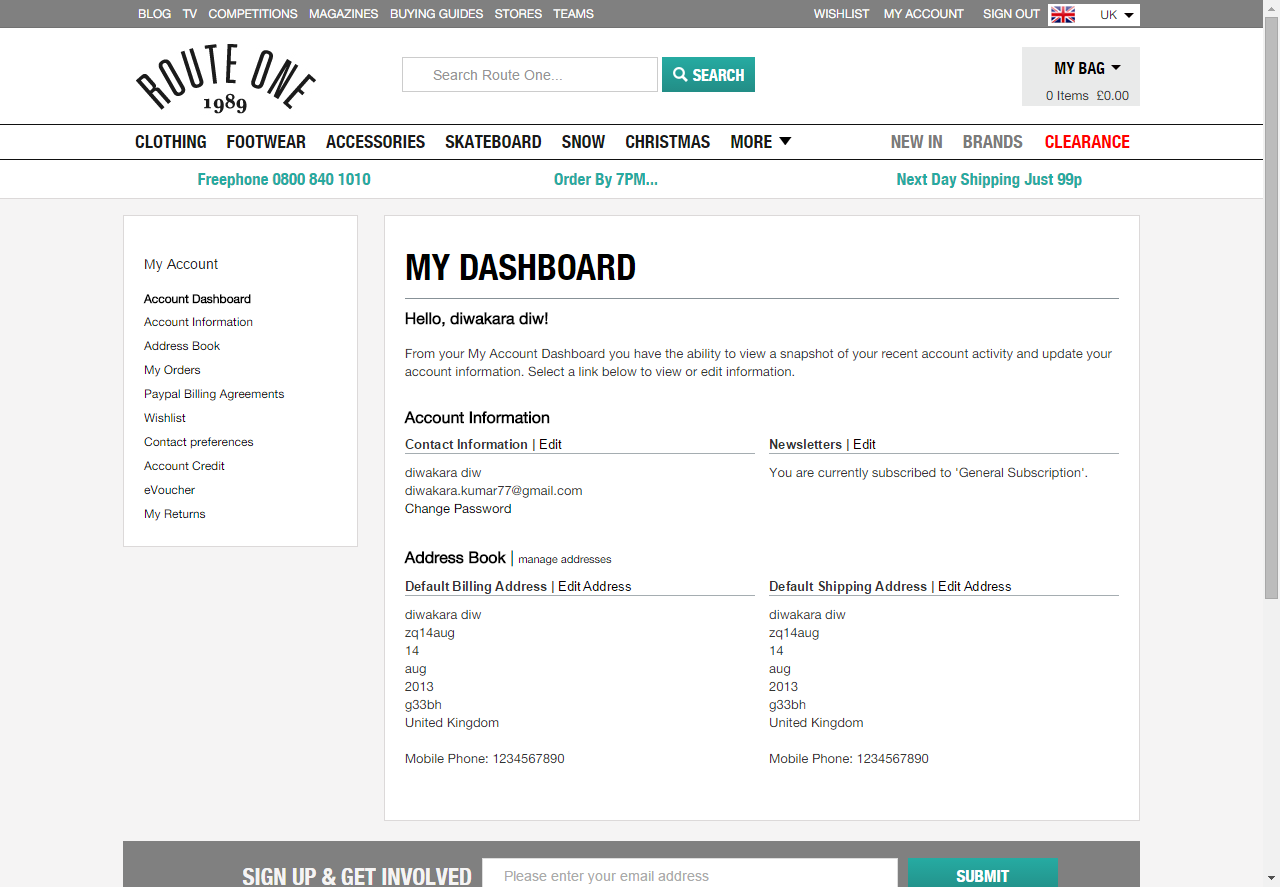 BLOG TV COMPETITIONS MAGAZINES BUYING GUIDES STORES TEAMS WISHLIST MY ACCOUNT SIGN OUT UK
ROUTE ONE
1989
Search Route One...
SEARCH
MY BAG
0 Items £0.00
CLOTHING FOOTWEAR ACCESSORIES SKATEBOARD SNOW CHRISTMAS MORE NEW IN BRANDS CLEARANCE
Freephone 0800 840 1010 Order By 7PM... Next Day Shipping Just 99p
My Account
Account Dashboard
Account Information
Address Book
My Orders
Paypal Billing Agreements
Wishlist
Contact preferences
Account Credit
eVoucher
My Returns
MY DASHBOARD
Hello, diwakara diw!
From your My Account Dashboard you have the ability to view a snapshot of your recent account activity and update your
account information. Select a link below to view or edit information.
Account Information
Contact Information | Edit
diwakara diw
diwakara.kumar77@gmail.com
Change Password
Newsletters | Edit
You are currently subscribed to 'General Subscription'.
Address Book | manage addresses
Default Billing Address | Edit Address
diwakara diw
zq14aug
14
aug
2013
g33bh
United Kingdom
Mobile Phone: 1234567890
Default Shipping Address | Edit Address
diwakara diw
zq14aug
14
aug
2013
g33bh
United Kingdom
Mobile Phone: 1234567890
SIGN UP & GET INVOLVED
Please enter your email address
SUBMIT